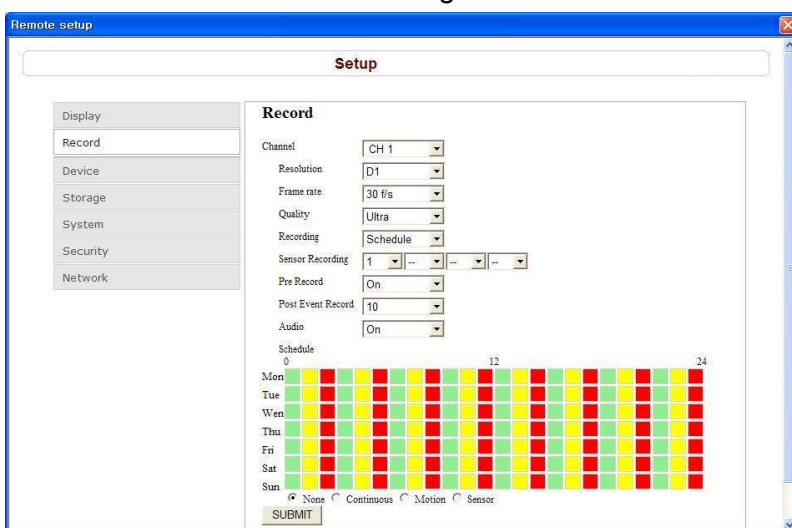 Remote setup
Setup
Display
Record
Device
Storage
System
Security
Network
Record
Channel CH 1
Resolution D1
Frame rate 30 f/s
Quality Ultra
Recording Schedule
Sensor Recording 1 -- -- --
Pre Record On
Post Event Record 10
Audio On
Schedule
0 12 24
Mon
Tue
Wen
Thu
Fri
Sat
Sun
None Continuous Motion Sensor
SUBMIT